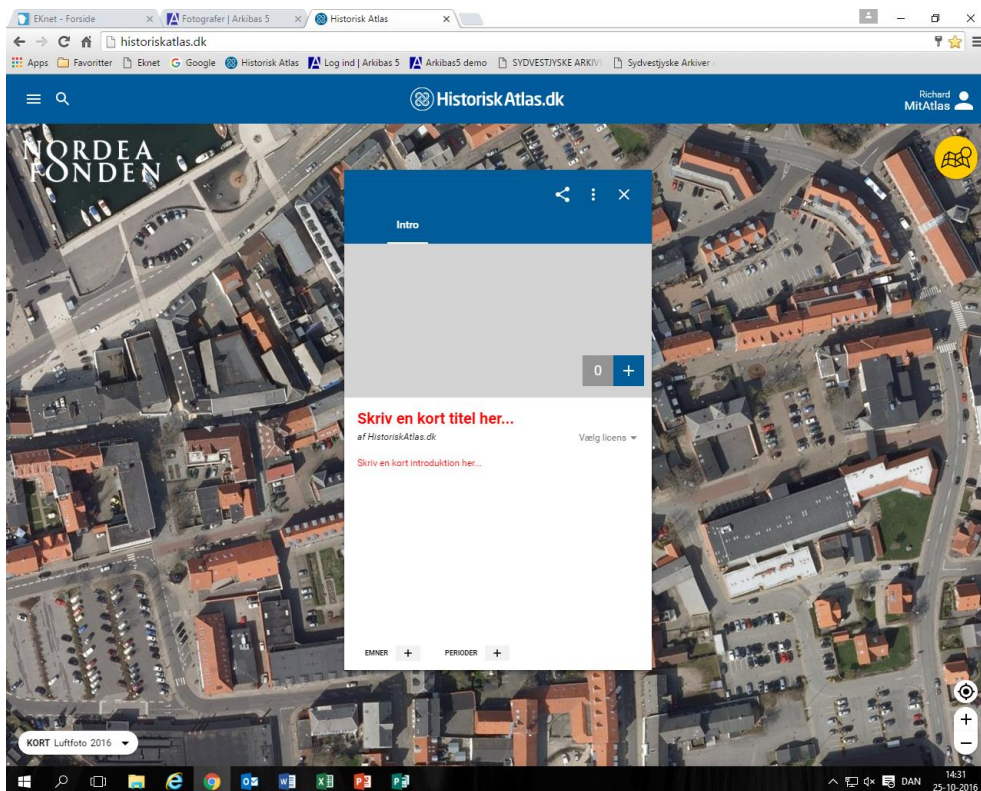 EKnet - Forside
Fotografer | Arkibas 5
Historisk Atlas
historiskatlas.dk
Apps
Favoritter
Eknet
Google
Historisk Atlas
Log ind | Arkibas 5
Arkibas5 demo
SYDVESTJYSKE ARKIV
Sydvestjyske Arkiver
HistoriskAtlas.dk
Richard
MitAtlas
NORDEA
FONDEN
Intro
0
Skriv en kort titel her...
af HistoriskAtlas.dk
Vælg licens
Skriv en kort introduktion her...
EMNER +
PERIODER +
KORT Luftfoto 2016
DAN
14:31
25-10-2016